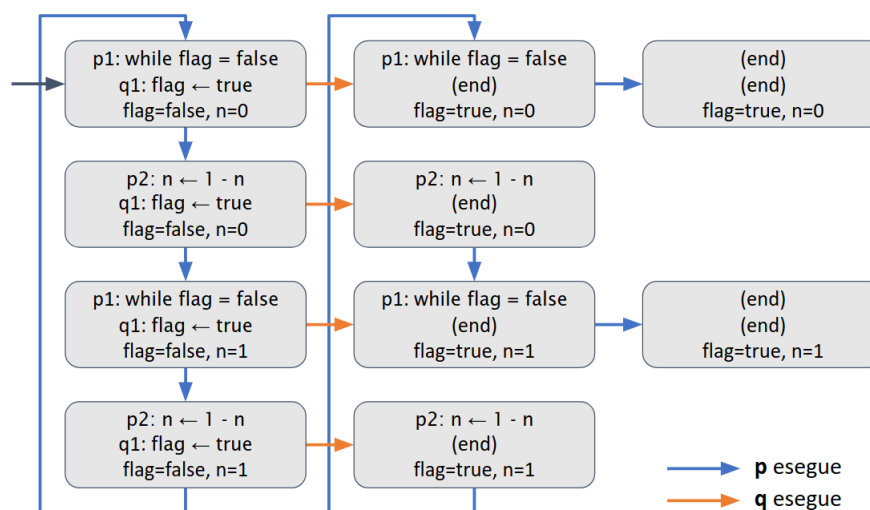 p1: while flag = false
q1: flag ← true
flag=false, n=0
p1: while flag = false
(end)
flag=true, n=0
(end)
(end)
flag=true, n=0
p2: n ← 1 - n
q1: flag ← true
flag=false, n=0
p2: n ← 1 - n
(end)
flag=true, n=0
p1: while flag = false
q1: flag ← true
flag=false, n=1
p1: while flag = false
(end)
flag=true, n=1
(end)
(end)
flag=true, n=1
p2: n ← 1 - n
q1: flag ← true
flag=false, n=1
p2: n ← 1 - n
(end)
flag=true, n=1
p esegue
q esegue